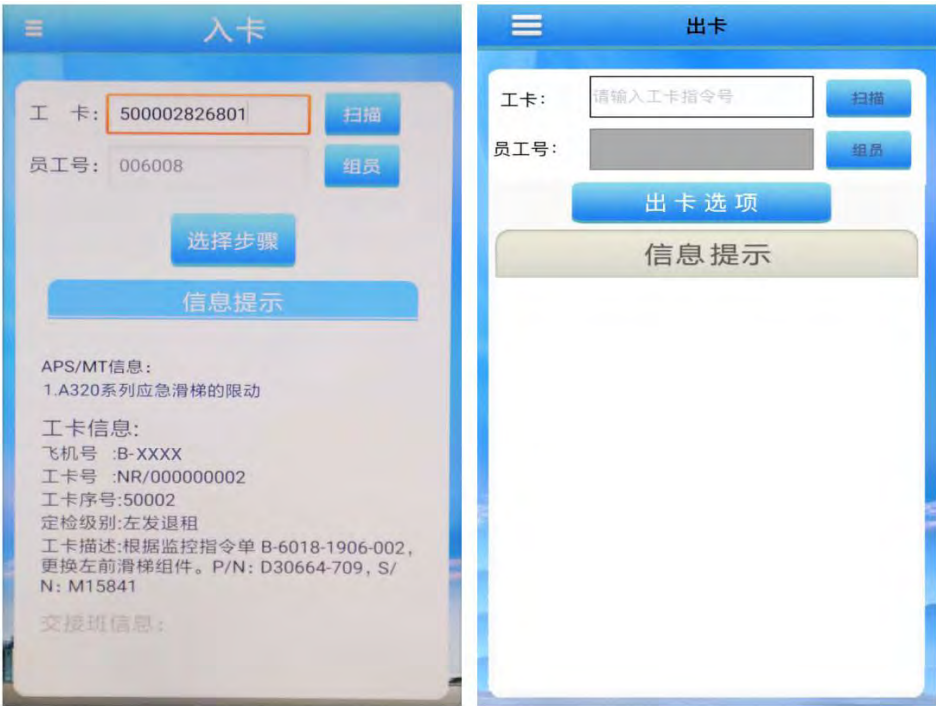 入卡
工 卡: 500002826801
扫描
员工号: 006008
组员
选择步骤
信息提示
APS/MT信息:
1.A320系列应急滑梯的限动
工卡信息:
飞机号 :B-XXXX
工卡号 :NR/000000002
工卡序号:50002
定检级别:左发退租
工卡描述:根据监控指令单 B-6018-1906-002,
更换左前滑梯组件。P/N: D30664-709, S/
N: M15841
交接班信息:
出卡
工卡: 请输入工卡指令号
扫描
员工号:
组员
出卡选项
信息提示